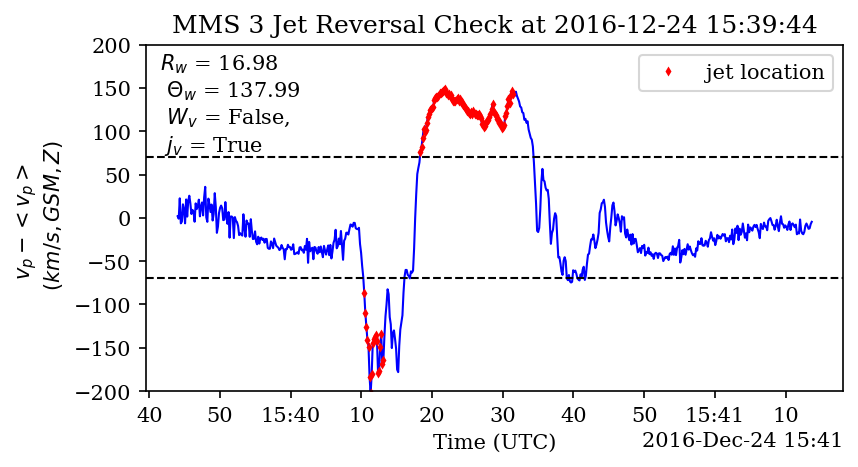 MMS 3 Jet Reversal Check at 2016-12-24 15:39:44
R_w = 16.98
Θ_w = 137.99
W_v = False,
j_v = True
jet location
v_p − < v_p >
(km/s, GSM, Z)
200
150
100
50
0
−50
−100
−150
−200
40 50 15:40 10 20 30 40 50 15:41 10
Time (UTC)
2016-Dec-24 15:41